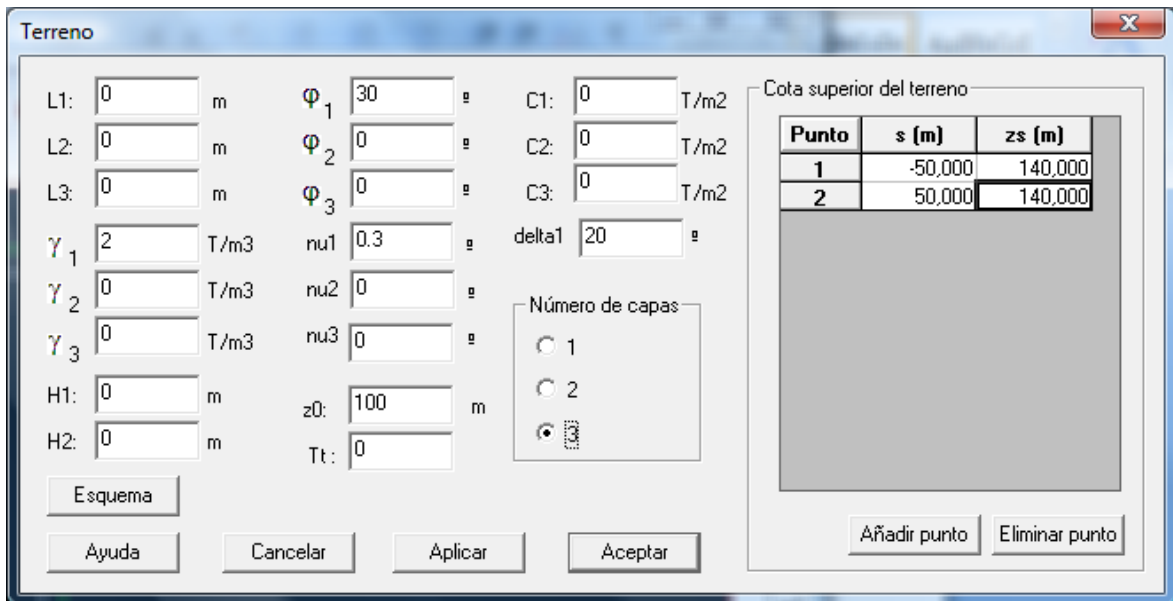 Terreno
L1: 0 m φ1 30 º C1: 0 T/m2
L2: 0 m φ2 0 º C2: 0 T/m2
L3: 0 m φ3 0 º C3: 0 T/m2
γ1 2 T/m3 nu1 0.3 º delta1 20 º
γ2 0 T/m3 nu2 0 º
γ3 0 T/m3 nu3 0 º
H1: 0 m z0: 100 m
H2: 0 m Tt: 0
Número de capas
1
2
3
Cota superior del terreno
Punto s (m) zs (m)
1 -50,000 140,000
2 50,000 140,000
Añadir punto Eliminar punto
Esquema
Ayuda Cancelar Aplicar Aceptar